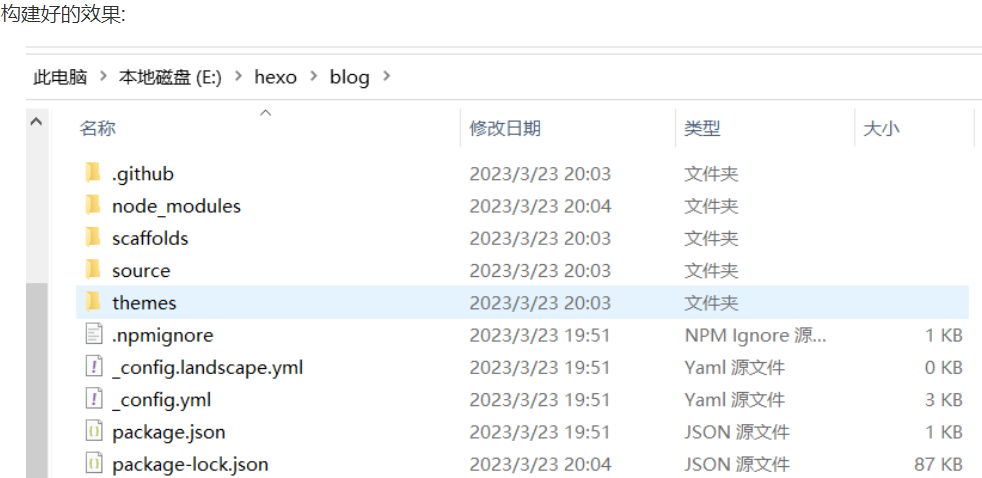 构建好的效果:
此电脑 > 本地磁盘 (E:) > hexo > blog >
名称 修改日期 类型 大小
.github 2023/3/23 20:03 文件夹
node_modules 2023/3/23 20:04 文件夹
scaffolds 2023/3/23 20:03 文件夹
source 2023/3/23 20:03 文件夹
themes 2023/3/23 20:03 文件夹
.npmignore 2023/3/23 19:51 NPM Ignore 源... 1 KB
_config.landscape.yml 2023/3/23 19:51 Yaml 源文件 0 KB
_config.yml 2023/3/23 19:51 Yaml 源文件 3 KB
package.json 2023/3/23 19:51 JSON 源文件 1 KB
package-lock.json 2023/3/23 20:04 JSON 源文件 87 KB